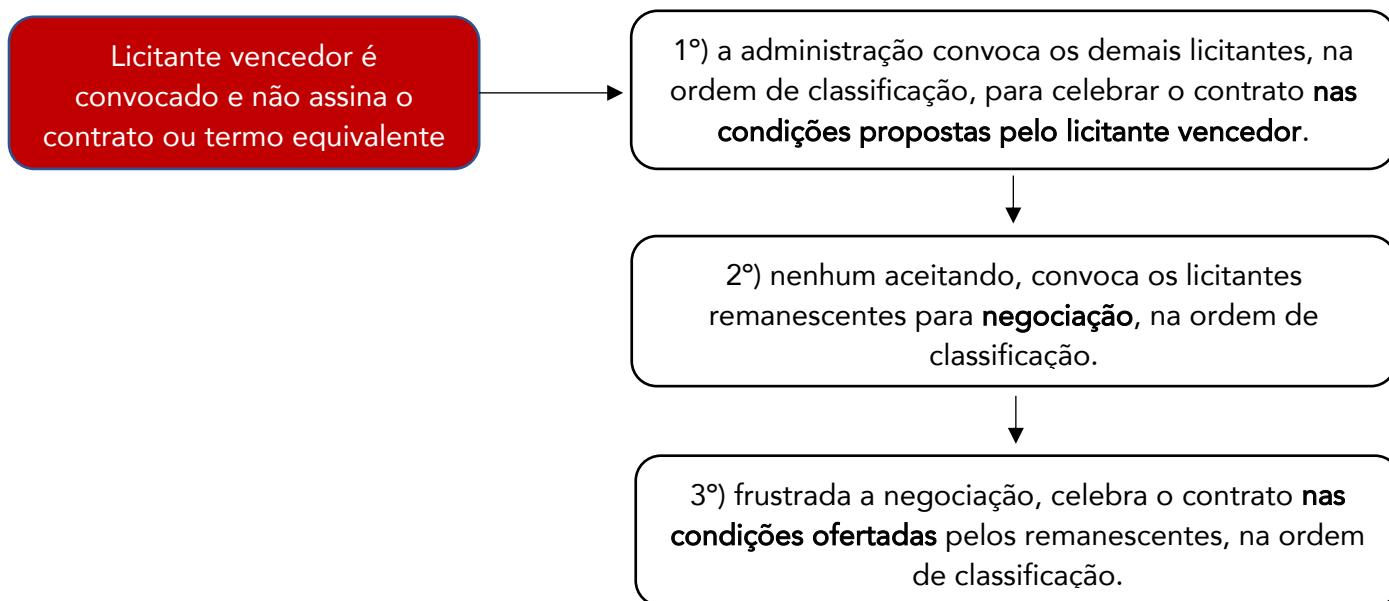 Licitante vencedor é
convocado e não assina o
contrato ou termo equivalente
1º) a administração convoca os demais licitantes, na
ordem de classificação, para celebrar o contrato nas
condições propostas pelo licitante vencedor.
2º) nenhum aceitando, convoca os licitantes
remanescentes para negociação, na ordem de
classificação.
3º) frustrada a negociação, celebra o contrato nas
condições ofertadas pelos remanescentes, na ordem
de classificação.